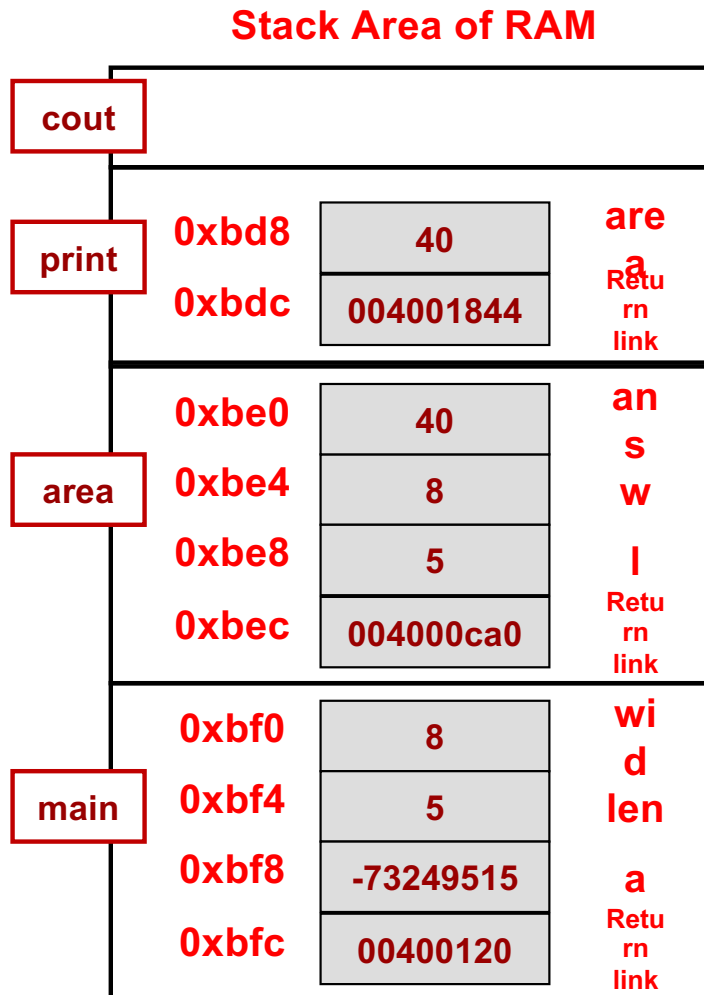 Stack Area of RAM
cout
print
0xbd8
40
are
a
0xbdc
004001844
Retu
rn
link
area
0xbe0
40
an
s
0xbe4
8
w
0xbe8
5
l
0xbec
004000ca0
Retu
rn
link
main
0xbf0
8
wi
d
0xbf4
5
len
0xbf8
-73249515
a
0xbfc
00400120
Retu
rn
link